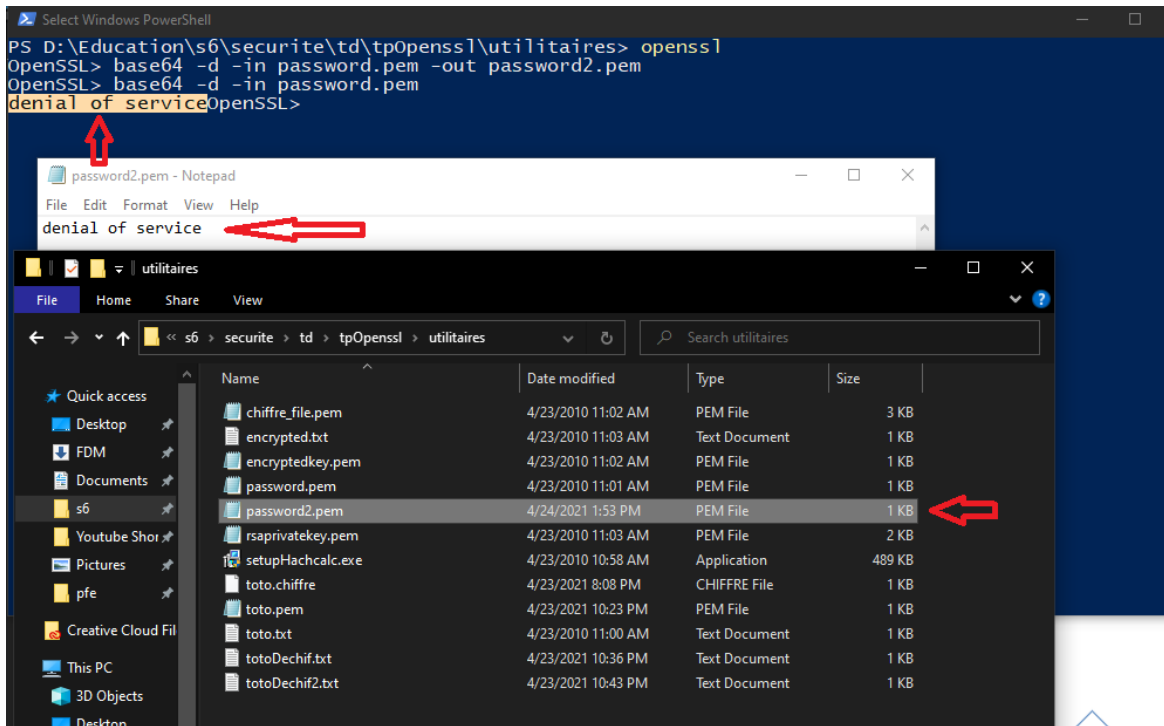 Select Windows PowerShell
PS D:\Education\s6\securite\td\tpOpenssl\utilitaires> openssl
OpenSSL> base64 -d -in password.pem -out password2.pem
OpenSSL> base64 -d -in password.pem
denial of serviceOpenSSL>
password2.pem - Notepad
File Edit Format View Help
denial of service
utilitaires
File Home Share View
« s6 › securite › td › tpOpenssl › utilitaires
Search utilitaires
Name Date modified Type Size
chiffre_file.pem 4/23/2010 11:02 AM PEM File 3 KB
encrypted.txt 4/23/2010 11:03 AM Text Document 1 KB
encryptedkey.pem 4/23/2010 11:02 AM PEM File 1 KB
password.pem 4/23/2010 11:01 AM PEM File 1 KB
password2.pem 4/24/2021 1:53 PM PEM File 1 KB
rsaprivatekey.pem 4/23/2010 11:03 AM PEM File 2 KB
setupHachcalc.exe 4/23/2010 10:58 AM Application 489 KB
toto.chiffre 4/23/2021 8:08 PM CHIFFRE File 1 KB
toto.pem 4/23/2021 10:23 PM PEM File 1 KB
toto.txt 4/23/2010 11:00 AM Text Document 1 KB
totoDechif.txt 4/23/2021 10:36 PM Text Document 1 KB
totoDechif2.txt 4/23/2021 10:43 PM Text Document 1 KB
Quick access
Desktop
FDM
Documents
s6
Youtube Shor
Pictures
pfe
Creative Cloud Fil
This PC
3D Objects
Desktop